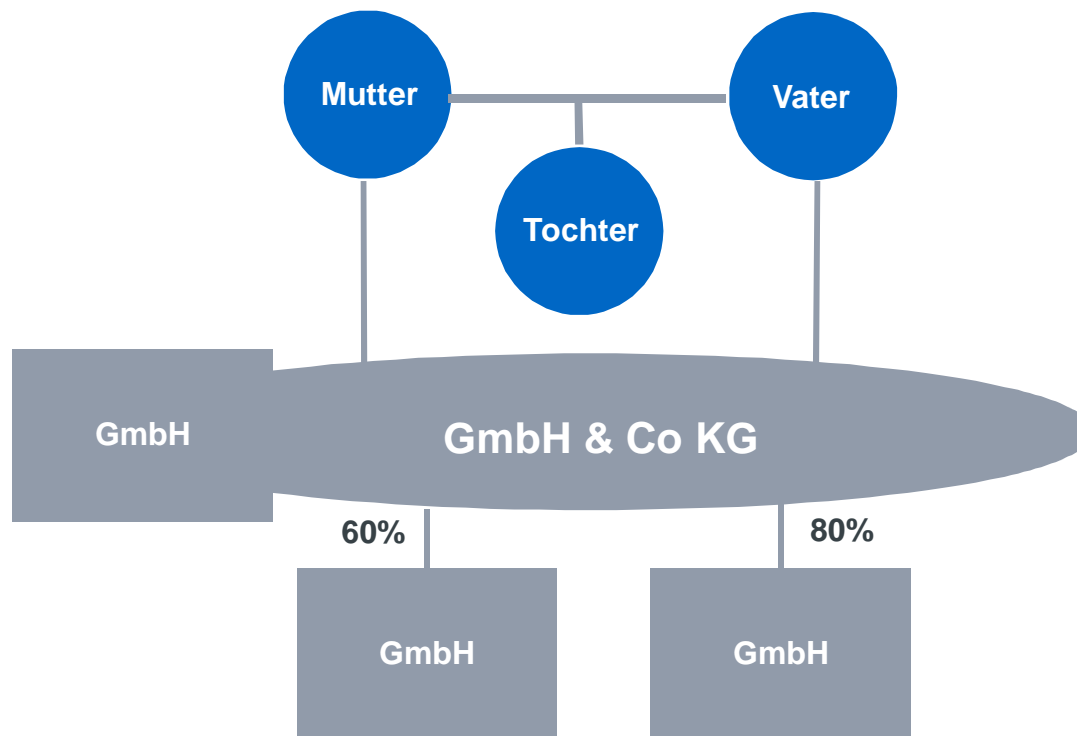 Mutter
Vater
Tochter
GmbH
GmbH & Co KG
60%
80%
GmbH
GmbH